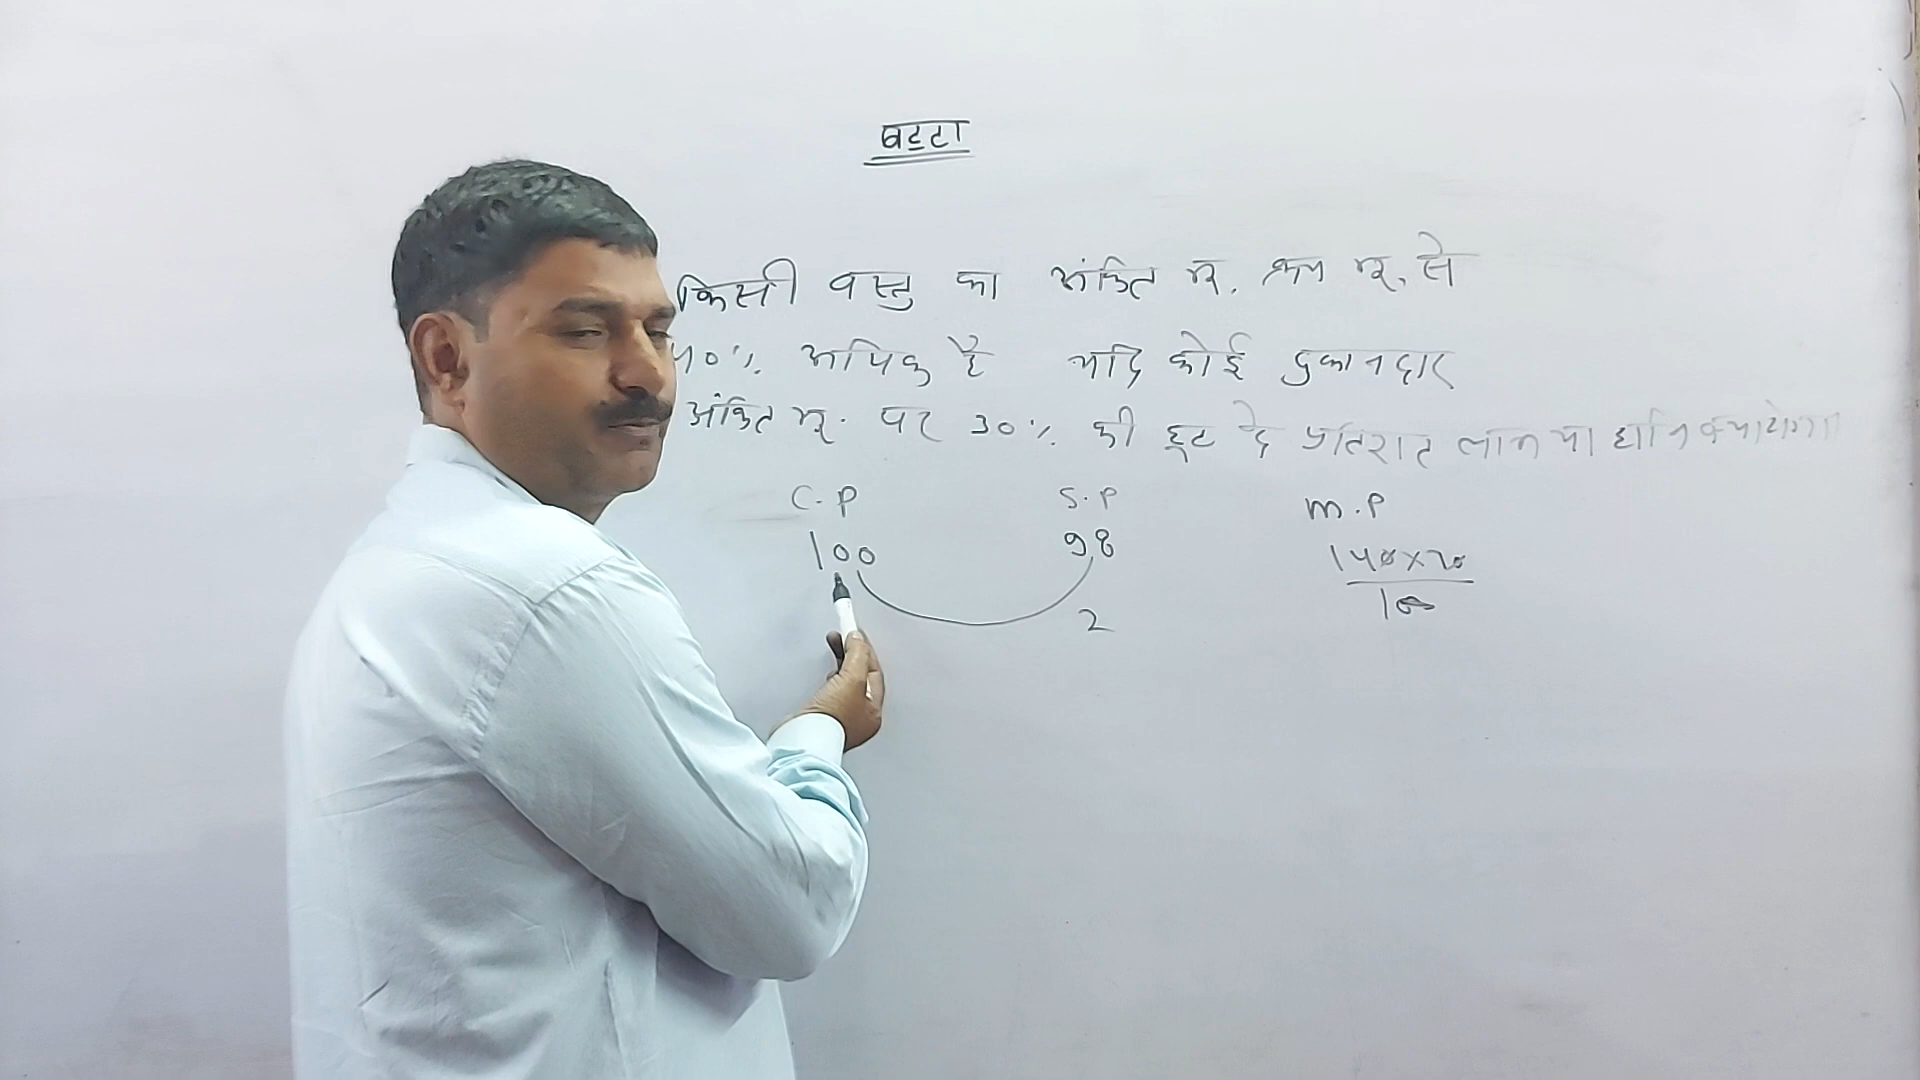 बट्टा
किसी वस्तु का अंकित मू. क्रय मू. से
40% अधिक है यदि कोई दुकानदार
अंकित मू. पर 30% की छूट दे प्रतिशत लाभ या हानि क्या होगा
C.P S.P M.P
100 98 140×70
100
2